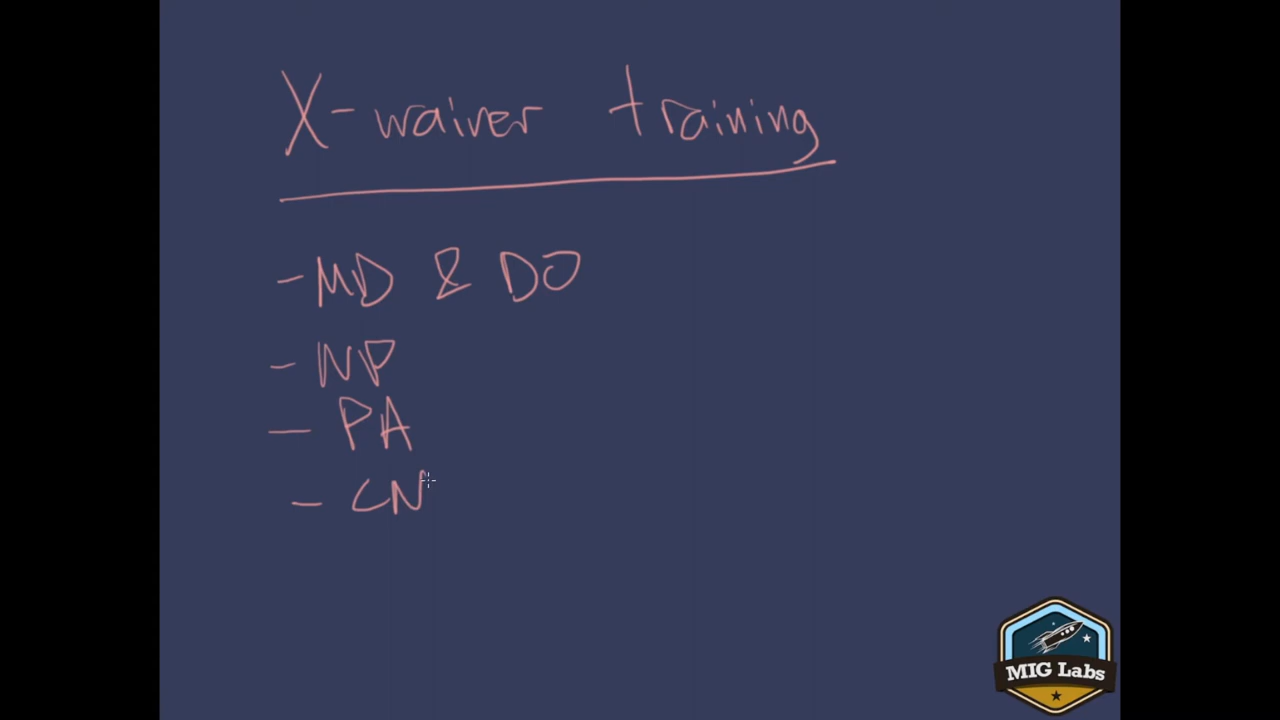 X-waiver training
- MD & DO
- NP
- PA
- CN
MIG Labs